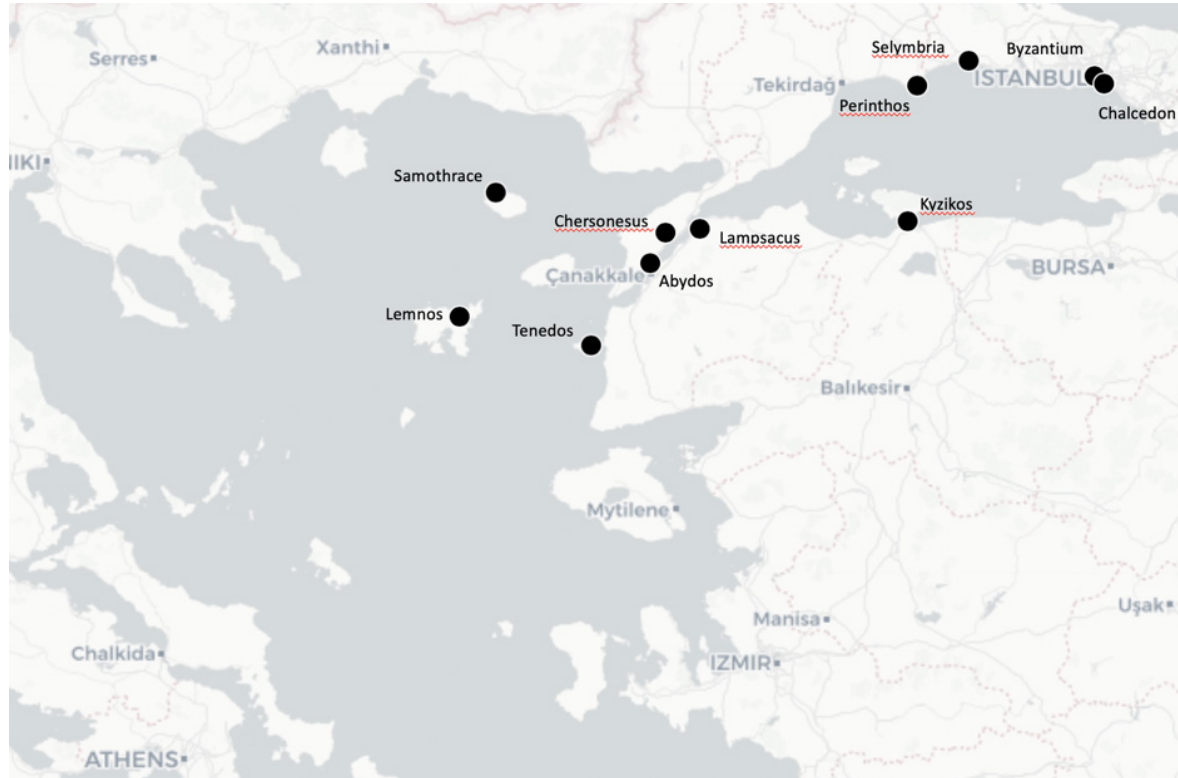 Selymbria
Byzantium
Xanthi
Serres
ISTANBUL
Tekirdağ
Perinthos
Chalcedon
IIKI
Samothrace
Kyzikos
Chersonesus
Lampsacus
BURSA
Çanakkale
Abydos
Lemnos
Tenedos
Balıkesir
Mytilene
Uşak
Manisa
Chalkida
IZMIR
ATHENS